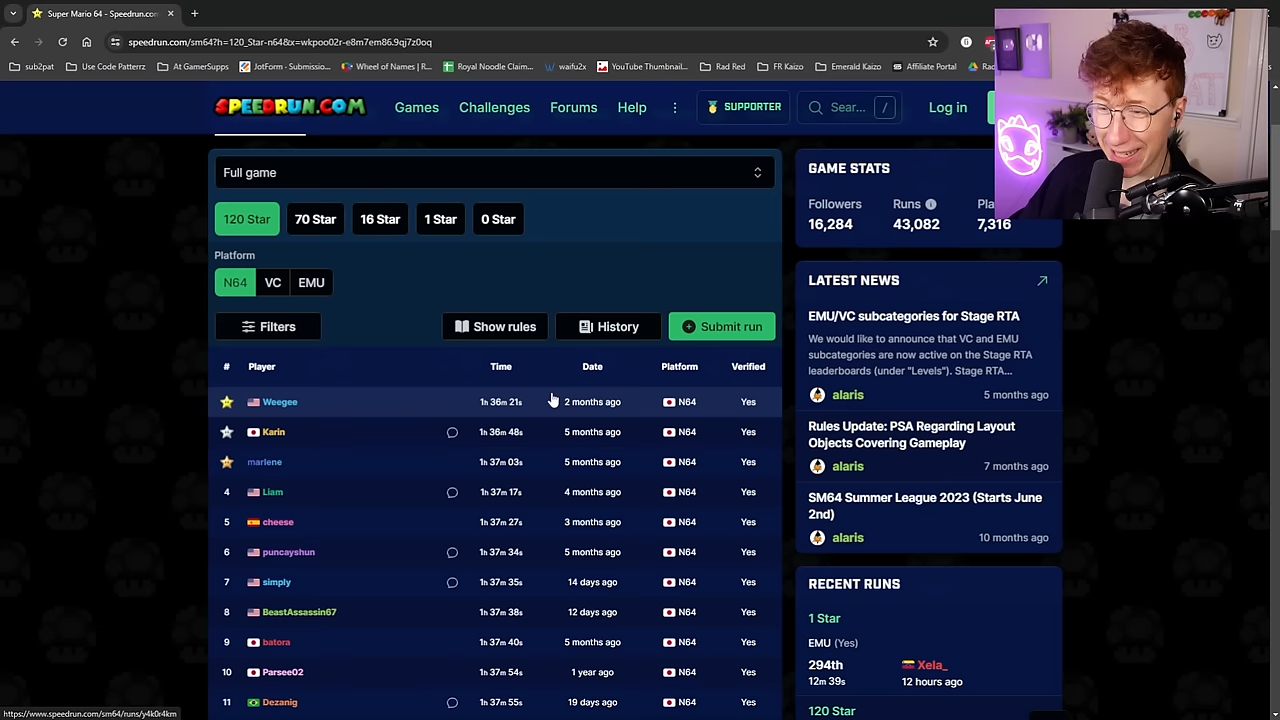 Super Mario 64 - Speedrun.com
speedrun.com/sm64?h=120_Star-n64&x=wkpoo02r-e8m7em86.9qj7z0oq
sub2pat
Use Code Patterrz
At GamerSupps
JotForm - Submissio...
Wheel of Names | R...
Royal Noodle Claim...
waifu2x
YouTube Thumbnail...
Rad Red
FR Kaizo
Emerald Kaizo
Affiliate Portal
SPEEDRUN.COM
Games
Challenges
Forums
Help
SUPPORTER
Sear...
/
Log in
Full game
120 Star
70 Star
16 Star
1 Star
0 Star
Platform
N64
VC
EMU
Filters
Show rules
History
Submit run
# Player Time Date Platform Verified
Weegee 1h 36m 21s 2 months ago N64 Yes
Karin 1h 36m 48s 5 months ago N64 Yes
marlene 1h 37m 03s 5 months ago N64 Yes
4 Liam 1h 37m 17s 4 months ago N64 Yes
5 cheese 1h 37m 27s 3 months ago N64 Yes
6 puncayshun 1h 37m 34s 5 months ago N64 Yes
7 simply 1h 37m 35s 14 days ago N64 Yes
8 BeastAssassin67 1h 37m 38s 12 days ago N64 Yes
9 batora 1h 37m 40s 5 months ago N64 Yes
10 Parsee02 1h 37m 54s 1 year ago N64 Yes
11 Dezanig 1h 37m 55s 19 days ago N64 Yes
GAME STATS
Followers Runs
16,284 43,082 7,316
LATEST NEWS
EMU/VC subcategories for Stage RTA
We would like to announce that VC and EMU
subcategories are now active on the Stage RTA
leaderboards (under "Levels"). Stage RTA...
alaris 5 months ago
Rules Update: PSA Regarding Layout
Objects Covering Gameplay
alaris 7 months ago
SM64 Summer League 2023 (Starts June
2nd)
alaris 10 months ago
RECENT RUNS
1 Star
EMU (Yes)
294th Xela_
12m 39s 12 hours ago
120 Star
https://www.speedrun.com/sm64/runs/y4k0r4km